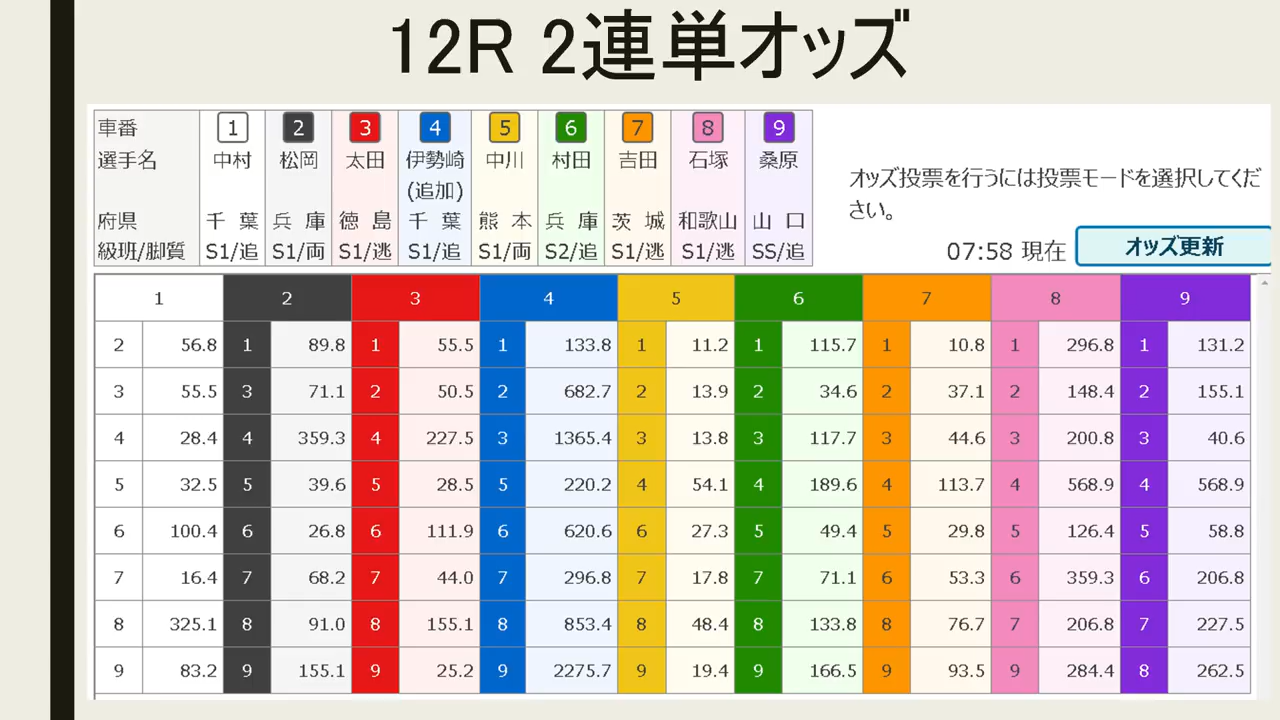 12R 2連単オッズ
車番 1 2 3 4 5 6 7 8 9
選手名 中村 松岡 太田 伊勢崎 中川 村田 吉田 石塚 桑原
(追加)
府県 千葉 兵庫 徳島 千葉 熊本 兵庫 茨城 和歌山 山口
級班/脚質 S1/追 S1/両 S1/逃 S1/追 S1/両 S2/追 S1/逃 S1/逃 SS/追
オッズ投票を行うには投票モードを選択してくだ
さい。
07:58 現在 オッズ更新
1 2 3 4 5 6 7 8 9
2 56.8 1 89.8 1 55.5 1 133.8 1 11.2 1 115.7 1 10.8 1 296.8 1 131.2
3 55.5 3 71.1 2 50.5 2 682.7 2 13.9 2 34.6 2 37.1 2 148.4 2 155.1
4 28.4 4 359.3 4 227.5 3 1365.4 3 13.8 3 117.7 3 44.6 3 200.8 3 40.6
5 32.5 5 39.6 5 28.5 5 220.2 4 54.1 4 189.6 4 113.7 4 568.9 4 568.9
6 100.4 6 26.8 6 111.9 6 620.6 6 27.3 5 49.4 5 29.8 5 126.4 5 58.8
7 16.4 7 68.2 7 44.0 7 296.8 7 17.8 7 71.1 6 53.3 6 359.3 6 206.8
8 325.1 8 91.0 8 155.1 8 853.4 8 48.4 8 133.8 8 76.7 7 206.8 7 227.5
9 83.2 9 155.1 9 25.2 9 2275.7 9 19.4 9 166.5 9 93.5 9 284.4 8 262.5